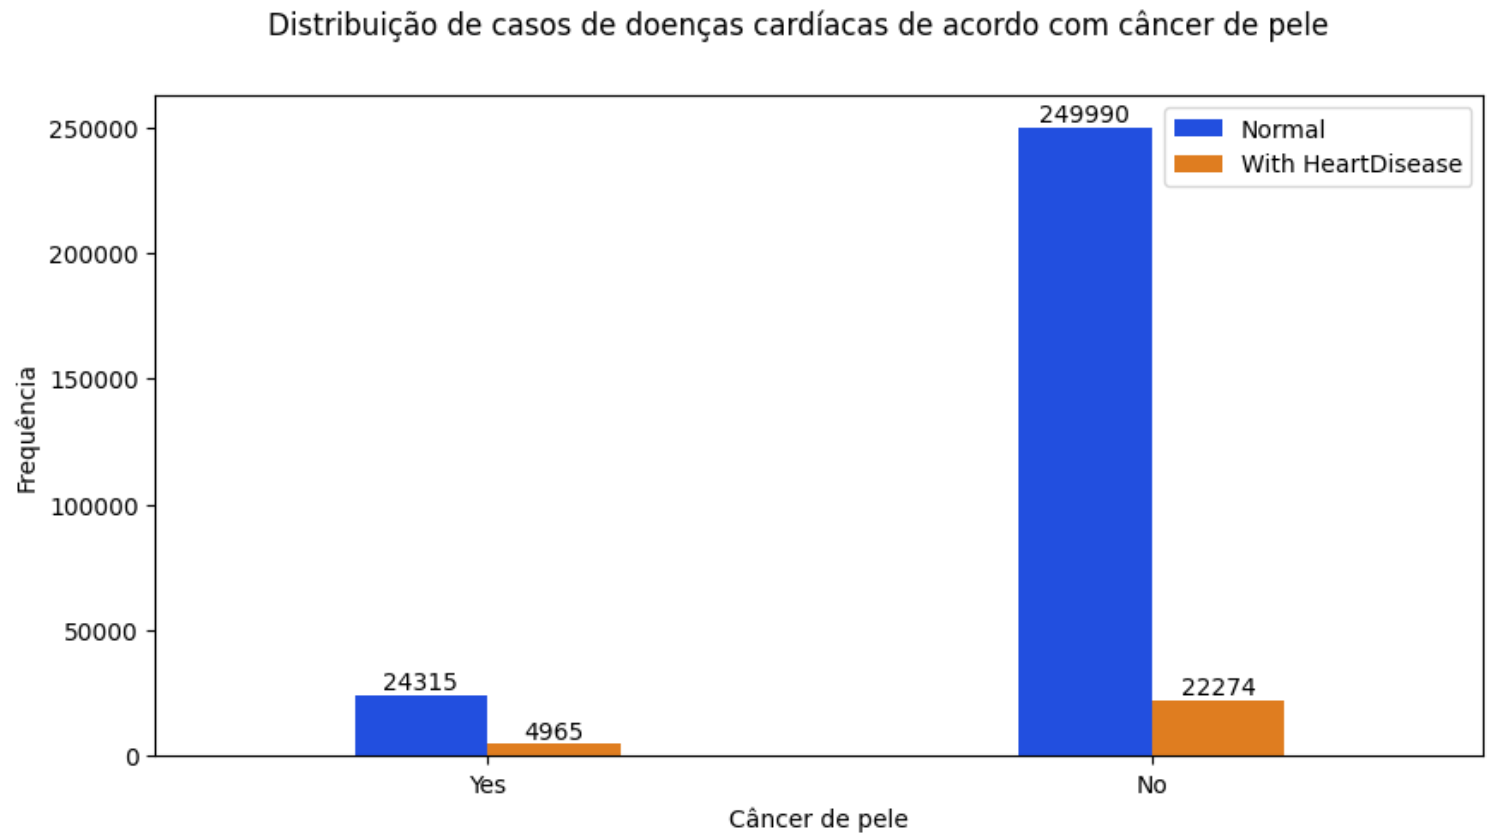 Distribuição de casos de doenças cardíacas de acordo com câncer de pele
249990
250000
Normal
With HeartDisease
200000
150000
Frequência
100000
50000
24315
22274
4965
0
Yes
No
Câncer de pele